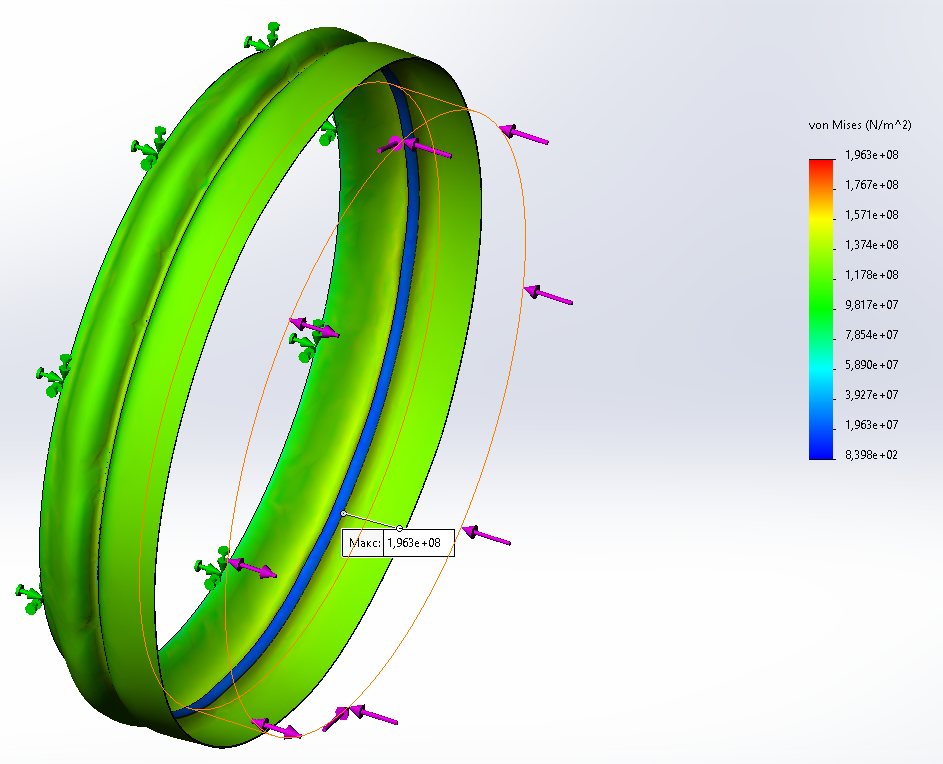 von Mises (N/m^2)
1,963e+08
1,767e+08
1,571e+08
1,374e+08
1,178e+08
9,817e+07
7,854e+07
5,890e+07
3,927e+07
1,963e+07
8,398e+02
Макс: 1,963e+08